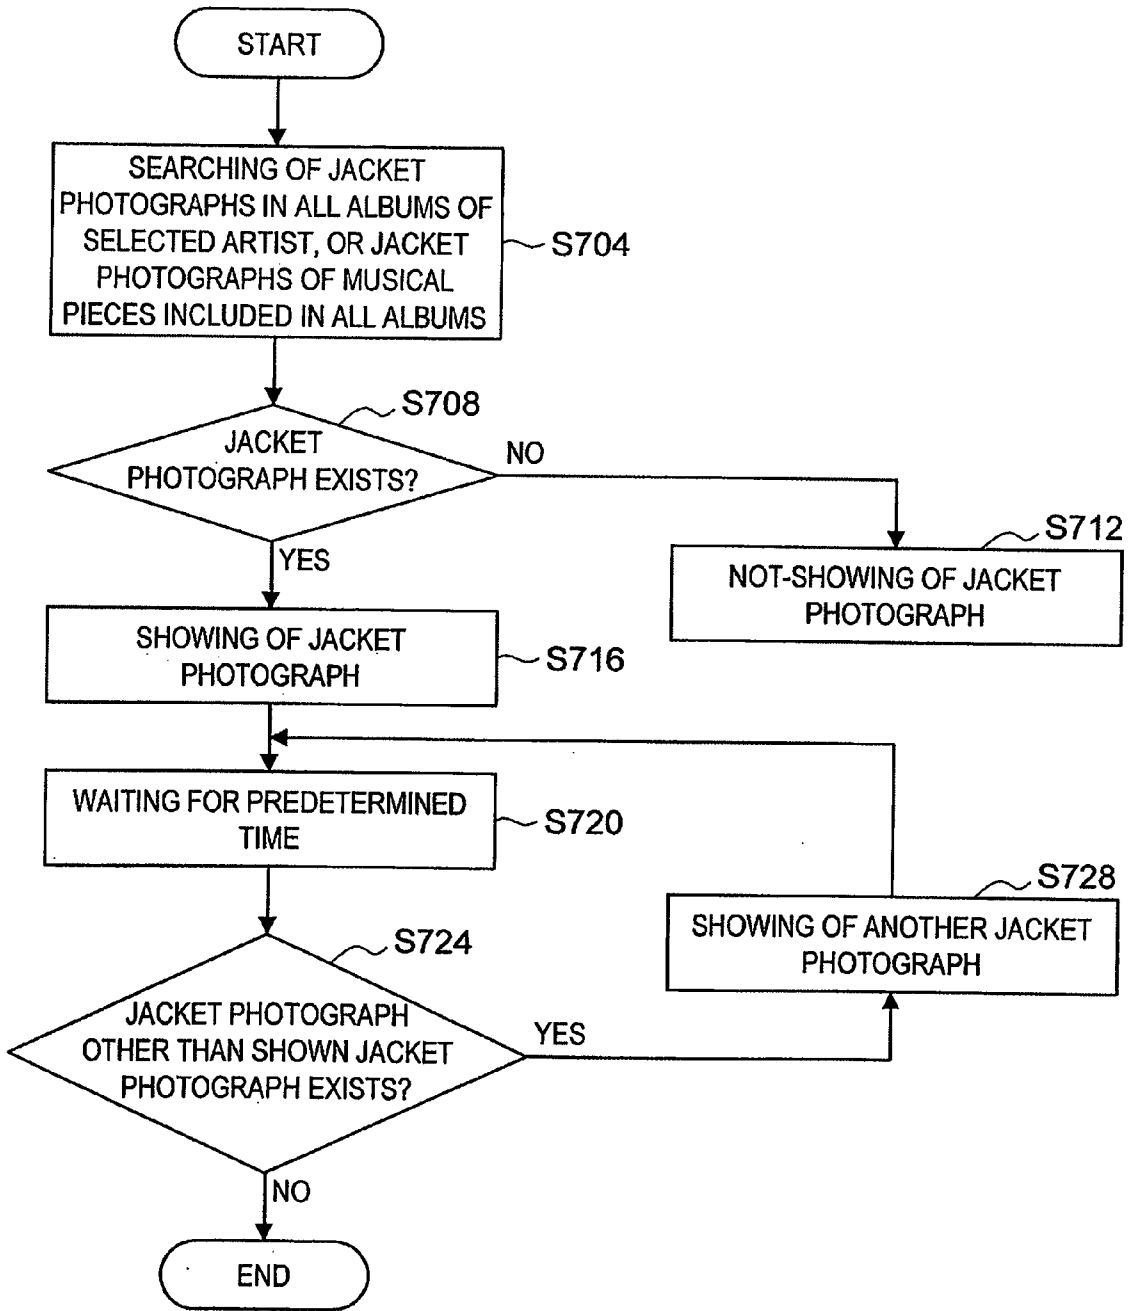 START
SEARCHING OF JACKET
PHOTOGRAPHS IN ALL ALBUMS OF
SELECTED ARTIST, OR JACKET
PHOTOGRAPHS OF MUSICAL
PIECES INCLUDED IN ALL ALBUMS
S704
S708
JACKET
PHOTOGRAPH EXISTS?
NO
YES
S712
NOT-SHOWING OF JACKET
PHOTOGRAPH
SHOWING OF JACKET
PHOTOGRAPH
S716
WAITING FOR PREDETERMINED
TIME
S720
S728
SHOWING OF ANOTHER JACKET
PHOTOGRAPH
S724
JACKET PHOTOGRAPH
OTHER THAN SHOWN JACKET
PHOTOGRAPH EXISTS?
YES
NO
END